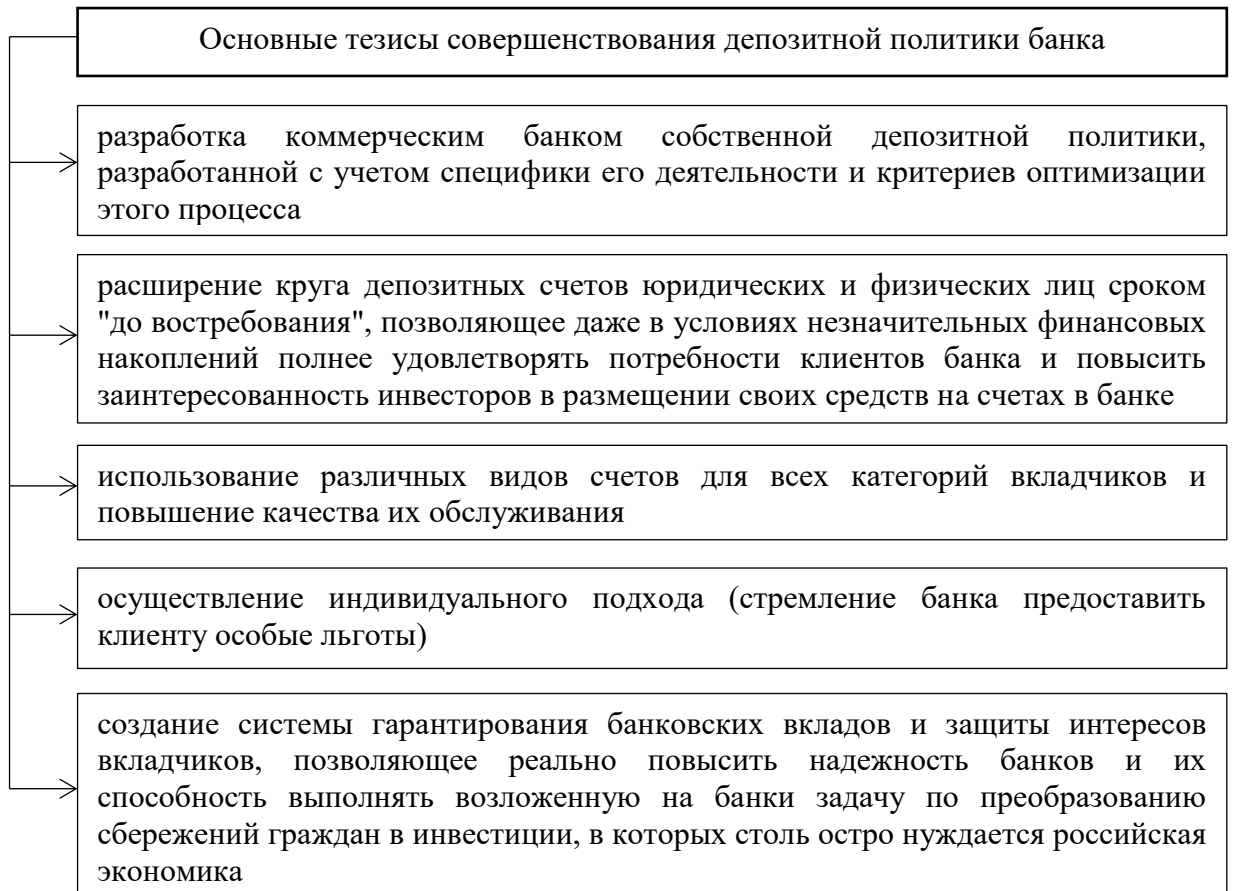 Основные тезисы совершенствования депозитной политики банка
разработка коммерческим банком собственной депозитной политики,
разработанной с учетом специфики его деятельности и критериев оптимизации
этого процесса
расширение круга депозитных счетов юридических и физических лиц сроком
"до востребования", позволяющее даже в условиях незначительных финансовых
накоплений полнее удовлетворять потребности клиентов банка и повысить
заинтересованность инвесторов в размещении своих средств на счетах в банке
использование различных видов счетов для всех категорий вкладчиков и
повышение качества их обслуживания
осуществление индивидуального подхода (стремление банка предоставить
клиенту особые льготы)
создание системы гарантирования банковских вкладов и защиты интересов
вкладчиков, позволяющее реально повысить надежность банков и их
способность выполнять возложенную на банки задачу по преобразованию
сбережений граждан в инвестиции, в которых столь остро нуждается российская
экономика